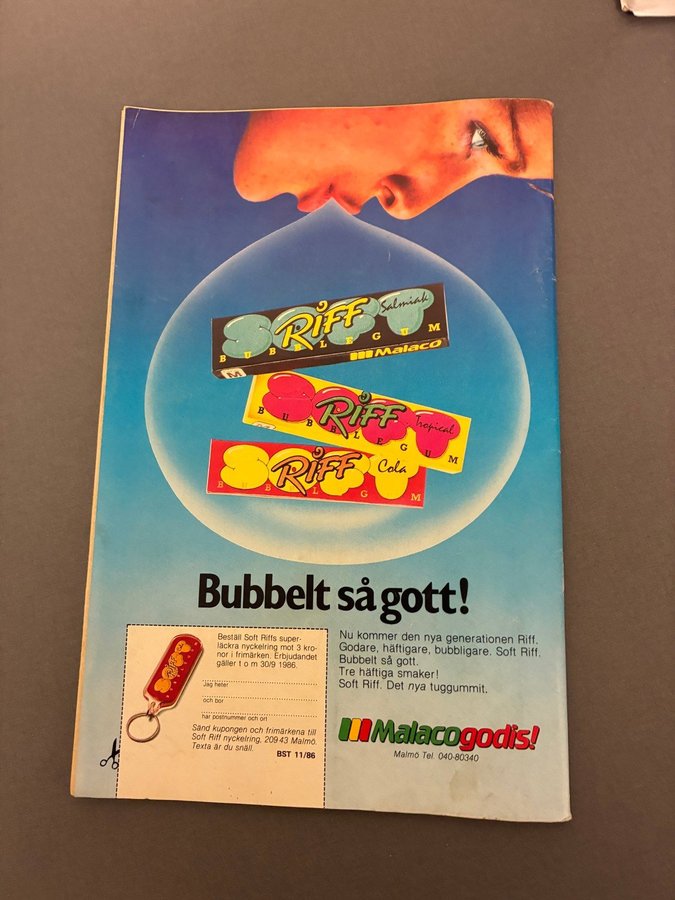 SOFT
RIFF
Salmiak
BUBBLEGUM
Malaco
M
SOFT
RIFF
Tropical
BUBBLEGUM
SOFT
RIFF
Cola
BUBBLEGUM
Bubbelt så gott!
Beställ Soft Riffs super-
läckra nyckelring mot 3 kro-
nor i frimärken. Erbjudandet
gäller t o m 30/9 1986.
Jag heter
och bor
har postnummer och ort
Sänd kupongen och frimärkena till
Soft Riff nyckelring, 209 43 Malmö.
Texta är du snäll.
BST 11/86
Nu kommer den nya generationen Riff.
Godare, häftigare, bubbligare. Soft Riff.
Bubbelt så gott.
Tre häftiga smaker!
Soft Riff. Det nya tuggummit.
Malacogodis!
Malmö Tel. 040-80340